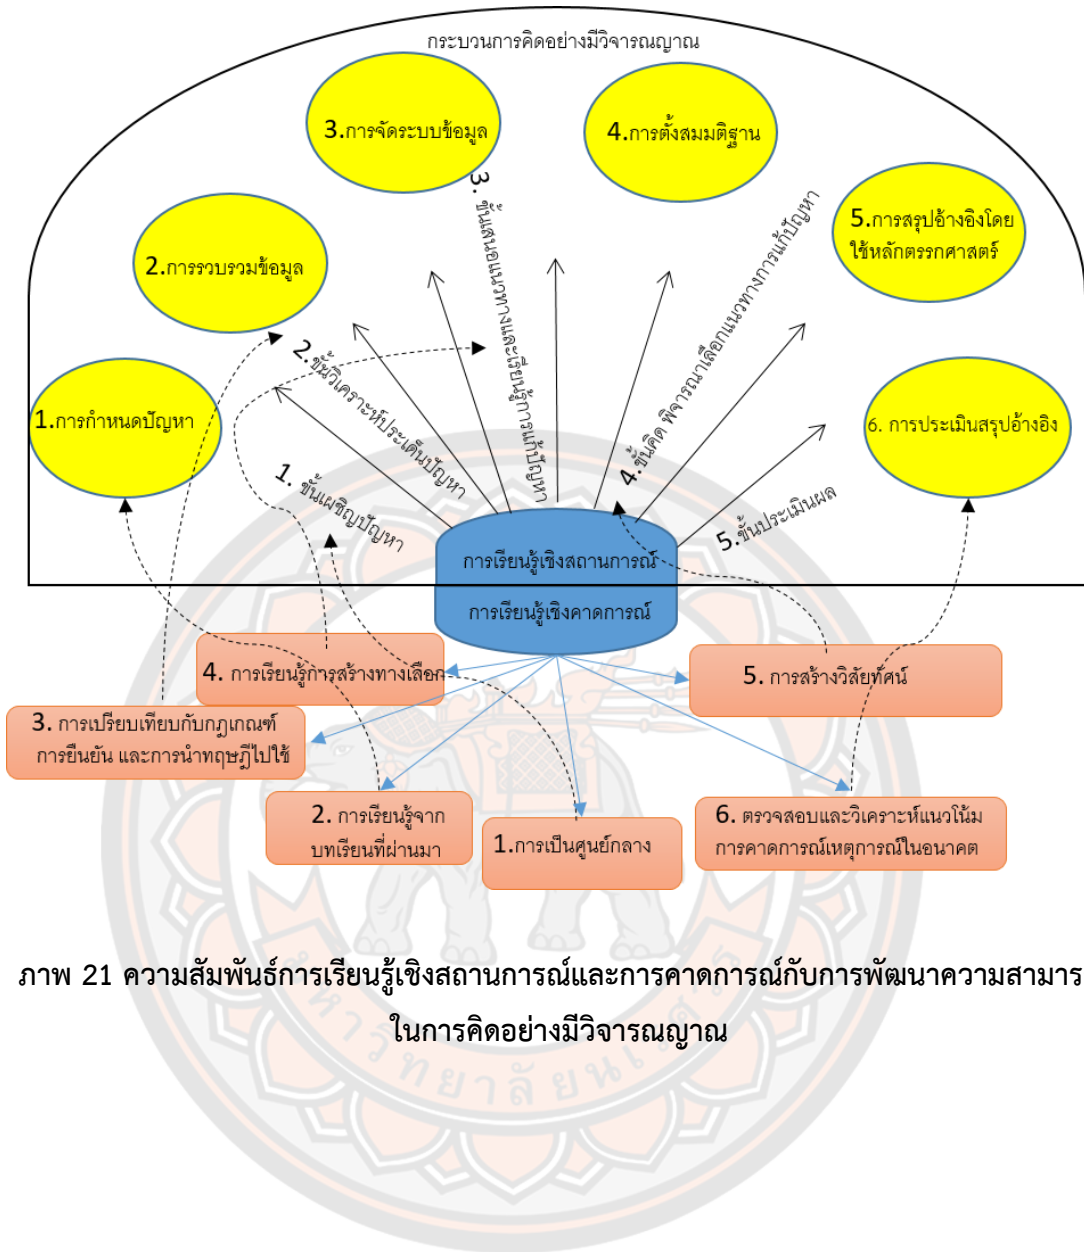 กระบวนการคิดอย่างมีวิจารณญาณ
3.การจัดระบบข้อมูล
4.การตั้งสมมติฐาน
2.การรวบรวมข้อมูล
5.การสรุปอ้างอิงโดย
ใช้หลักตรรกศาสตร์
1.การกำหนดปัญหา
6. การประเมินสรุปอ้างอิง
1. ขั้นเผชิญปัญหา
2.ขั้นวิเคราะห์ประเด็นปัญหา
3. ขั้นเสนอแนวทางและเรียนรู้การแก้ปัญหา
4.ขั้นคิด พิจารณาเลือกแนวทางการแก้ปัญหา
5.ขั้นประเมินผล
การเรียนรู้เชิงสถานการณ์
การเรียนรู้เชิงคาดการณ์
4. การเรียนรู้การสร้างทางเลือก
5. การสร้างวิสัยทัศน์
3. การเปรียบเทียบกับกฎเกณฑ์
การยืนยัน และการนำทฤษฎีไปใช้
2. การเรียนรู้จาก
บทเรียนที่ผ่านมา
1.การเป็นศูนย์กลาง
6. ตรวจสอบและวิเคราะห์แนวโน้ม
การคาดการณ์เหตุการณ์ในอนาคต
ภาพ 21 ความสัมพันธ์การเรียนรู้เชิงสถานการณ์และการคาดการณ์กับการพัฒนาความสามาร
ในการคิดอย่างมีวิจารณญาณ
มหาวิทยาลัยนเรศวร